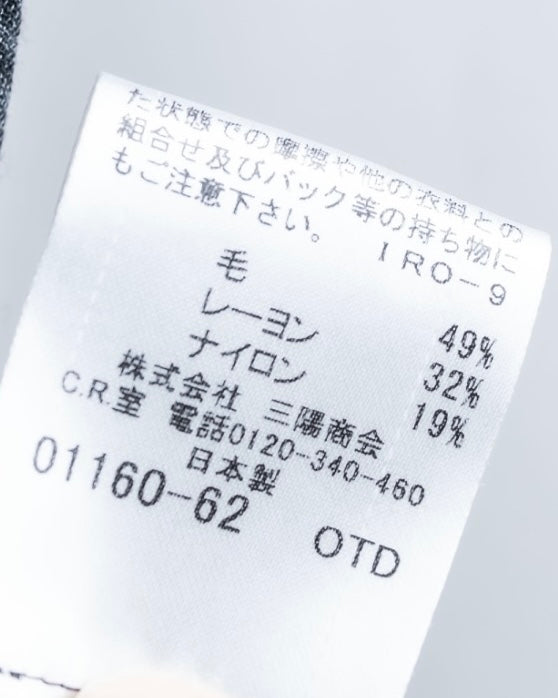 た状態での摩擦や他の衣料との
組合せ及びバック等の持ち物に
もご注意下さい。 IRO-9
毛 49%
レーヨン 32%
ナイロン 19%
株式会社 三陽商会
C.R.室 電話0120-340-460
日本製
01160-62 OTD